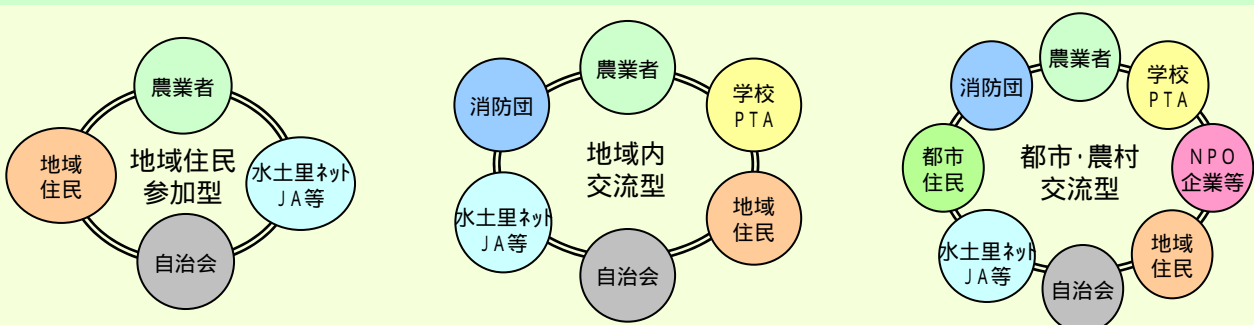 農業者
地域
住民
地域住民
参加型
水土里ネット
JA等
自治会
農業者
消防団
学校
PTA
地域内
交流型
水土里ネット
JA等
地域
住民
自治会
農業者
消防団
学校
PTA
都市
住民
都市・農村
交流型
NPO
企業等
水土里ネット
JA等
地域
住民
自治会